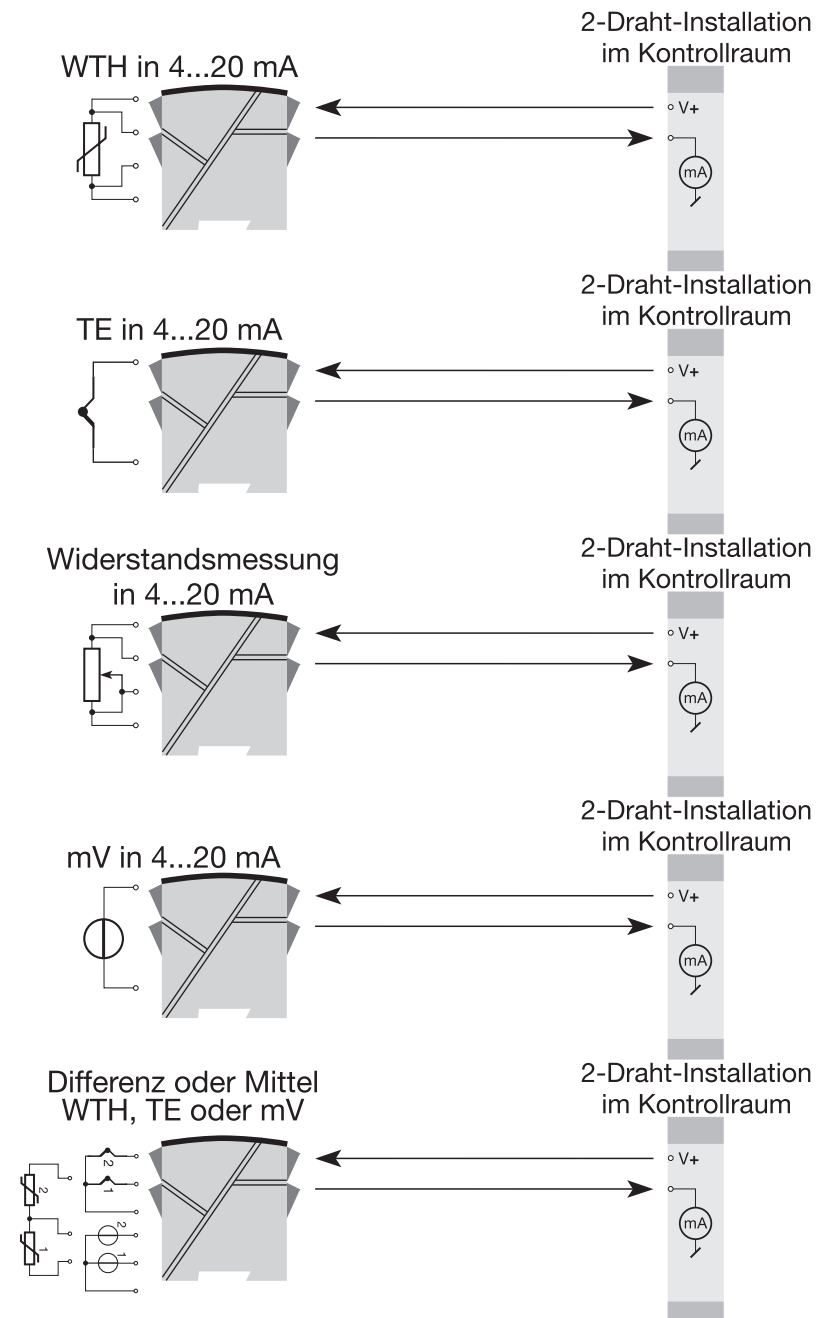 2-Draht-Installation
im Kontrollraum
WTH in 4...20 mA
V+
mA
2-Draht-Installation
im Kontrollraum
TE in 4...20 mA
V+
mA
2-Draht-Installation
im Kontrollraum
Widerstandsmessung
in 4...20 mA
V+
mA
2-Draht-Installation
im Kontrollraum
mV in 4...20 mA
V+
mA
2-Draht-Installation
im Kontrollraum
Differenz oder Mittel
WTH, TE oder mV
V+
mA
2
1
2
1
2
1